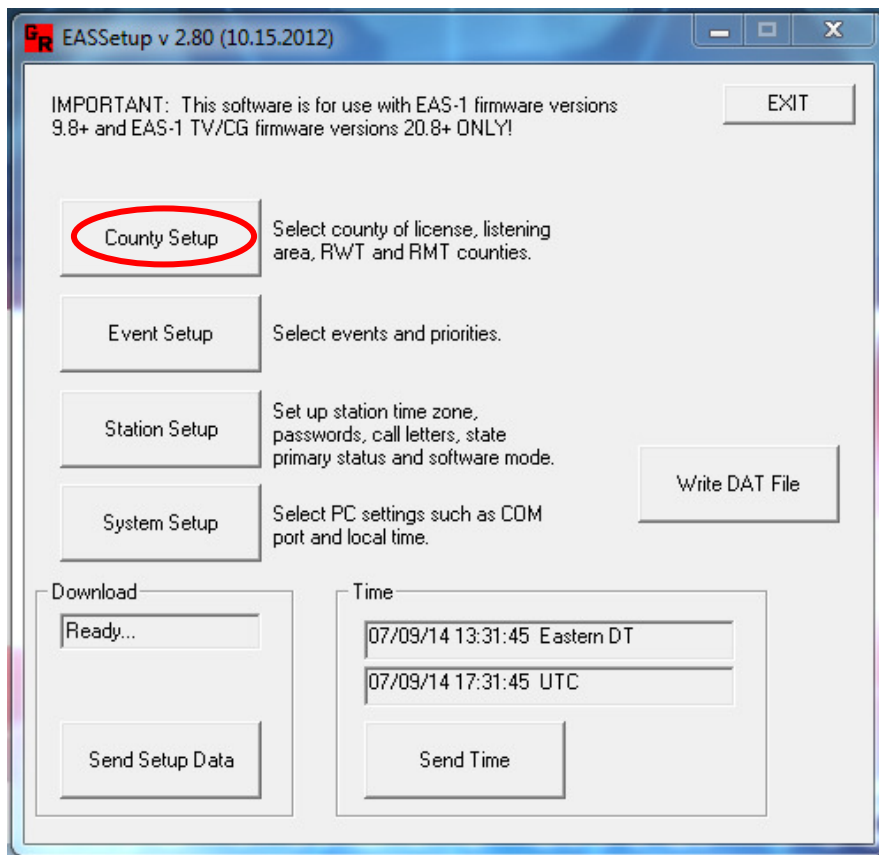 GR EASSetup v 2.80 (10.15.2012)
IMPORTANT: This software is for use with EAS-1 firmware versions
9.8+ and EAS-1 TV/CG firmware versions 20.8+ ONLY!
EXIT
County Setup
Select county of license, listening
area, RWT and RMT counties.
Event Setup
Select events and priorities.
Station Setup
Set up station time zone,
passwords, call letters, state
primary status and software mode.
Write DAT File
System Setup
Select PC settings such as COM
port and local time.
Download
Ready...
Send Setup Data
Time
07/09/14 13:31:45 Eastern DT
07/09/14 17:31:45 UTC
Send Time